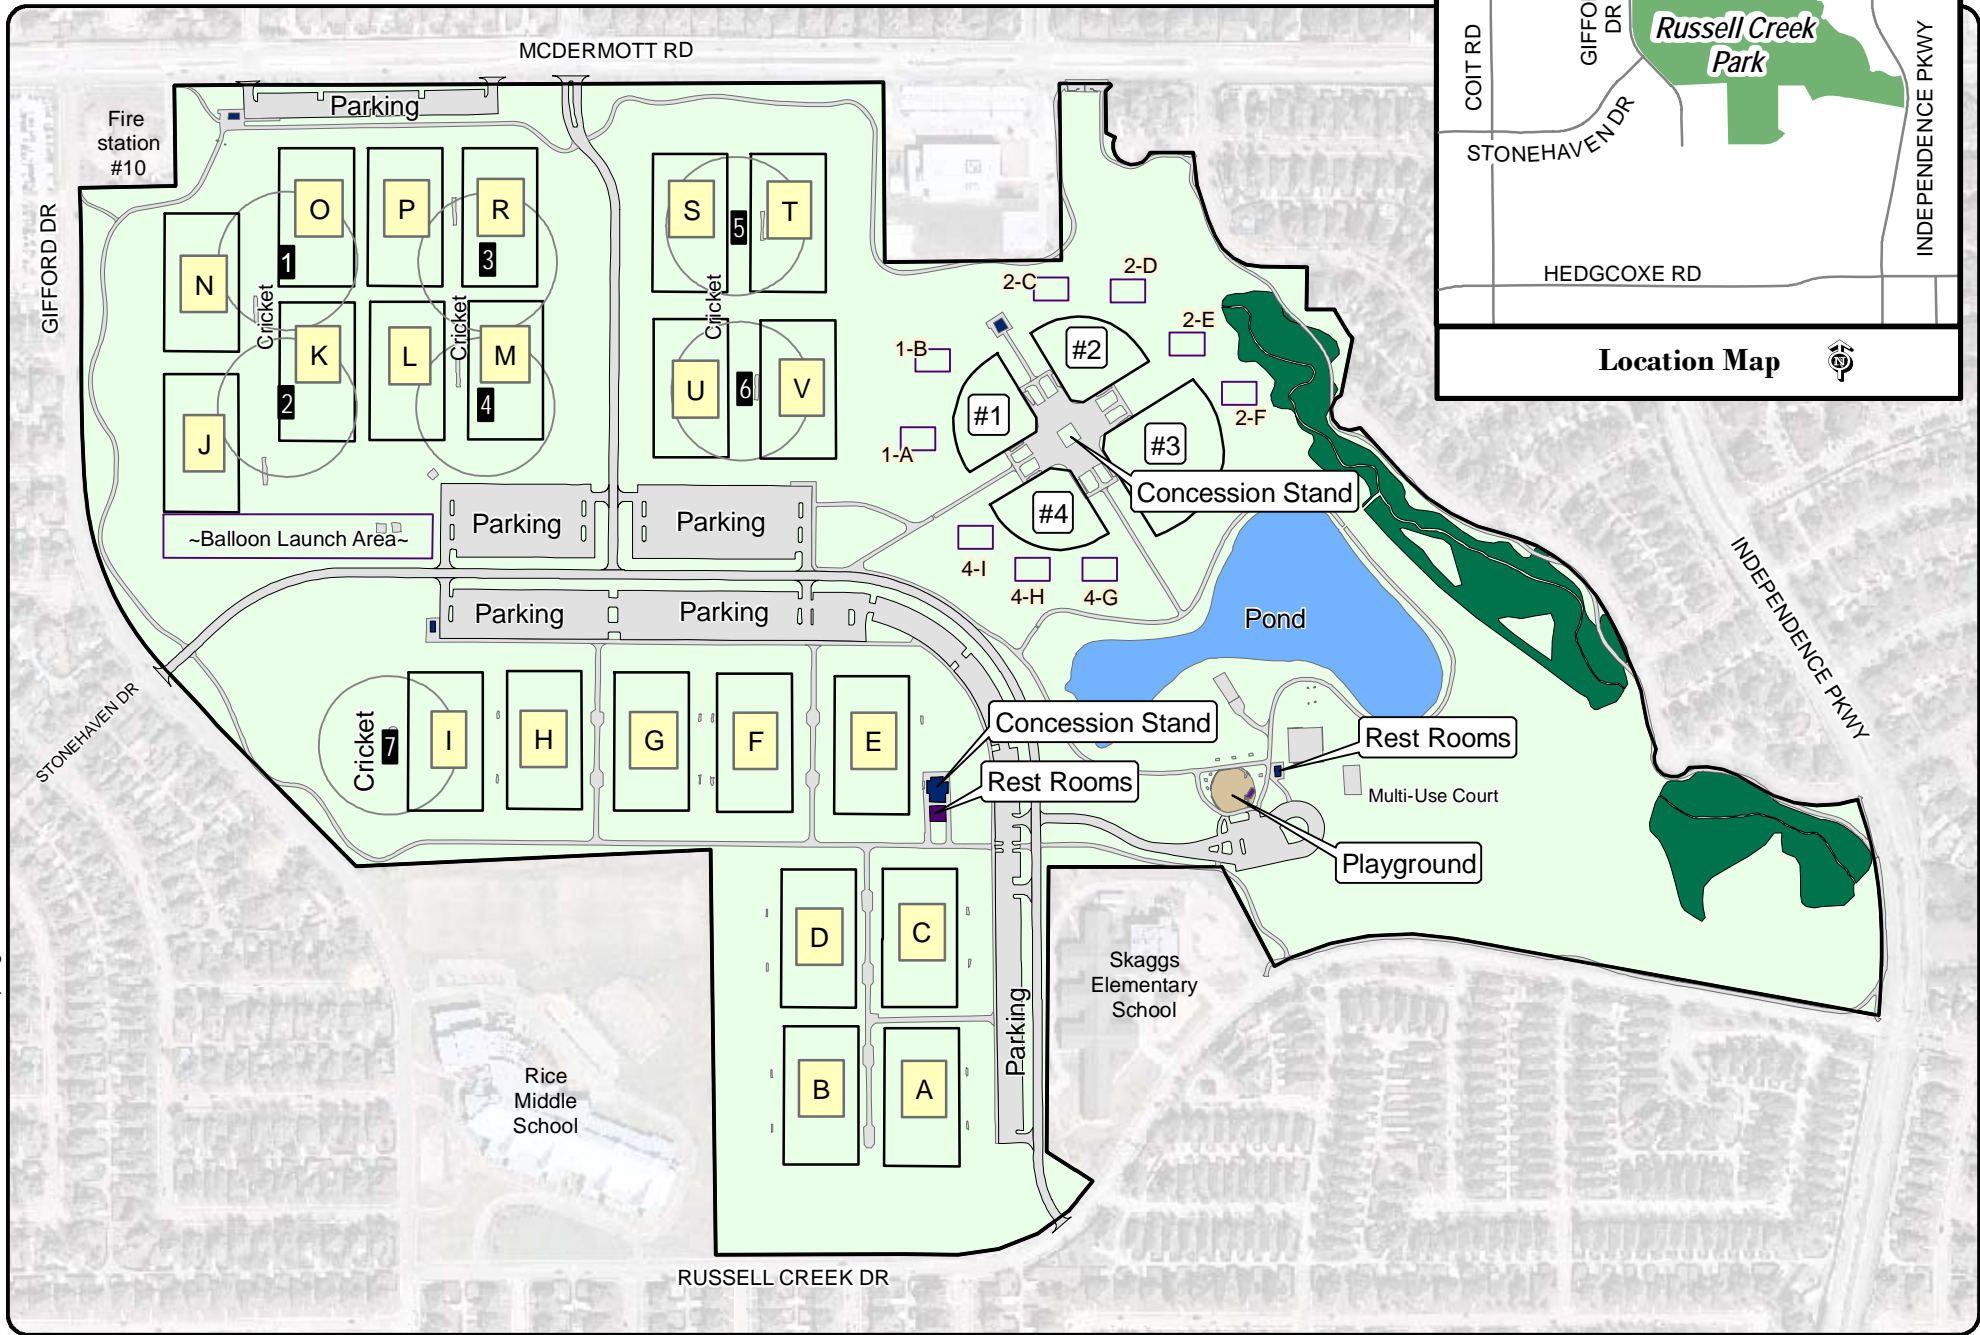 MCDERMOTT RD
Parking
Fire
station
#10
GIFFORD DR
O
P
R
S
T
N
1
3
5
Cricket
Cricket
Cricket
K
L
M
U
V
J
2
4
6
2-C
2-D
2-E
2-F
1-B
1-A
#1
#2
#3
#4
Concession Stand
4-I
4-H
4-G
~Balloon Launch Area~
Parking
Parking
Parking
Parking
Pond
STONEHAVEN DR
Cricket
7
I
H
G
F
E
Concession Stand
Rest Rooms
Rest Rooms
Multi-Use Court
Playground
D
C
B
A
Parking
Skaggs
Elementary
School
Rice
Middle
School
RUSSELL CREEK DR
INDEPENDENCE PKWY
COIT RD
GIFFO
DR
Russell Creek
Park
STONEHAVEN DR
INDEPENDENCE PKWY
HEDGCOXE RD
Location Map
N